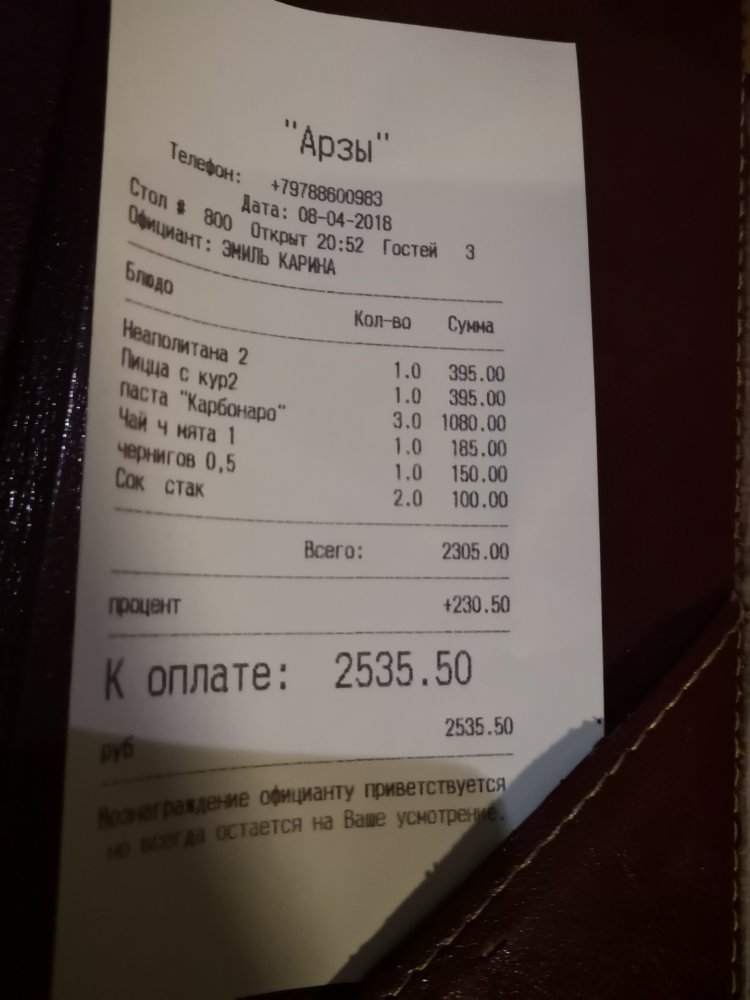 "Арзы"
Телефон: +79788600983
Дата: 08-04-2018
Стол # 800 Открыт 20:52 Гостей 3
Официант: ЭМИЛЬ КАРИНА
Блюдо Кол-во Сумма
Неаполитана 2 1.0 395.00
Пицца с кур2 1.0 395.00
паста "Карбонаро" 3.0 1080.00
Чай ч мята 1 1.0 185.00
чернигов 0,5 1.0 150.00
Сок стак 2.0 100.00
Всего: 2305.00
процент +230.50
К оплате: 2535.50
2535.50
руб
Вознаграждение официанту приветствуется
но всегда остается на Ваше усмотрение.